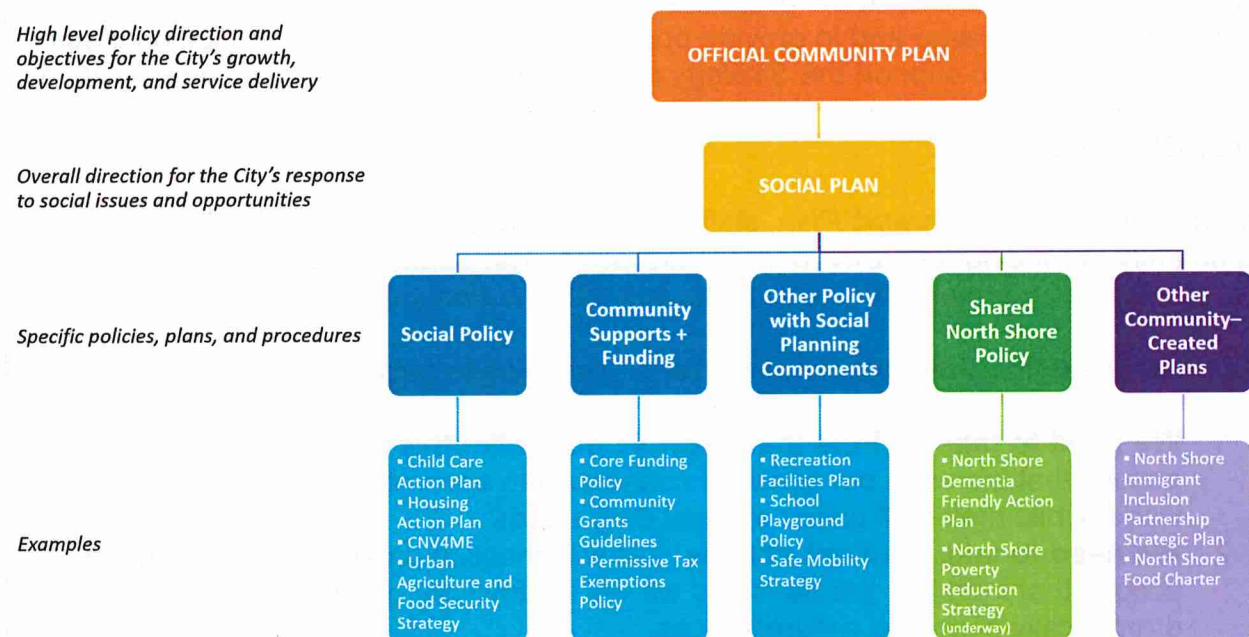 High level policy direction and
objectives for the City's growth,
development, and service delivery
OFFICIAL COMMUNITY PLAN
Overall direction for the City's response
to social issues and opportunities
SOCIAL PLAN
Specific policies, plans, and procedures
Social Policy
Community
Supports +
Funding
Other Policy
with Social
Planning
Components
Shared
North Shore
Policy
Other
Community–
Created
Plans
Examples
▪ Child Care
Action Plan
▪ Housing
Action Plan
▪ CNV4ME
▪ Urban
Agriculture and
Food Security
Strategy
▪ Core Funding
Policy
▪ Community
Grants
Guidelines
▪ Permissive Tax
Exemptions
Policy
▪ Recreation
Facilities Plan
▪ School
Playground
Policy
▪ Safe Mobility
Strategy
▪ North Shore
Dementia
Friendly Action
Plan
▪ North Shore
Poverty
Reduction
Strategy
(underway)
▪ North Shore
Immigrant
Inclusion
Partnership
Strategic Plan
▪ North Shore
Food Charter